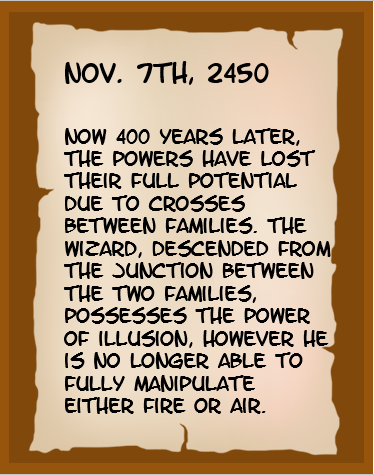 NOV. 7TH, 2450
NOW 400 YEARS LATER,
THE POWERS HAVE LOST
THEIR FULL POTENTIAL
DUE TO CROSSES
BETWEEN FAMILIES. THE
WIZARD, DESCENDED FROM
THE JUNCTION BETWEEN
THE TWO FAMILIES,
POSSESSES THE POWER
OF ILLUSION, HOWEVER HE
IS NO LONGER ABLE TO
FULLY MANIPULATE
EITHER FIRE OR AIR.